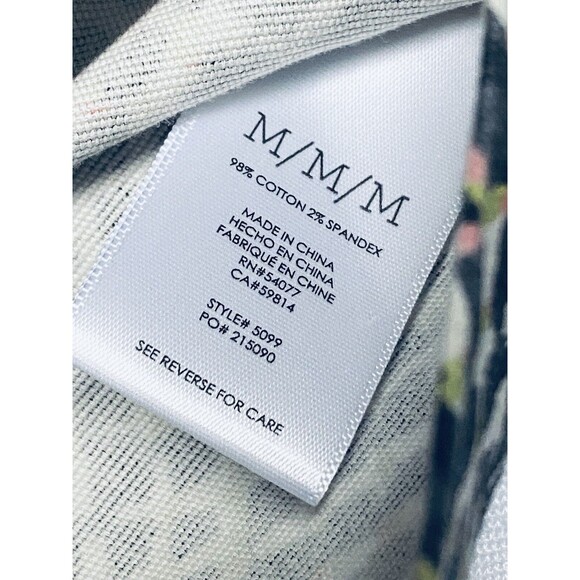 M/M/M
98% COTTON 2% SPANDEX
MADE IN CHINA
HECHO EN CHINA
FABRIQUÉ EN CHINE
RN#54077
CA#59814
STYLE# 5099
PO# 215090
SEE REVERSE FOR CARE